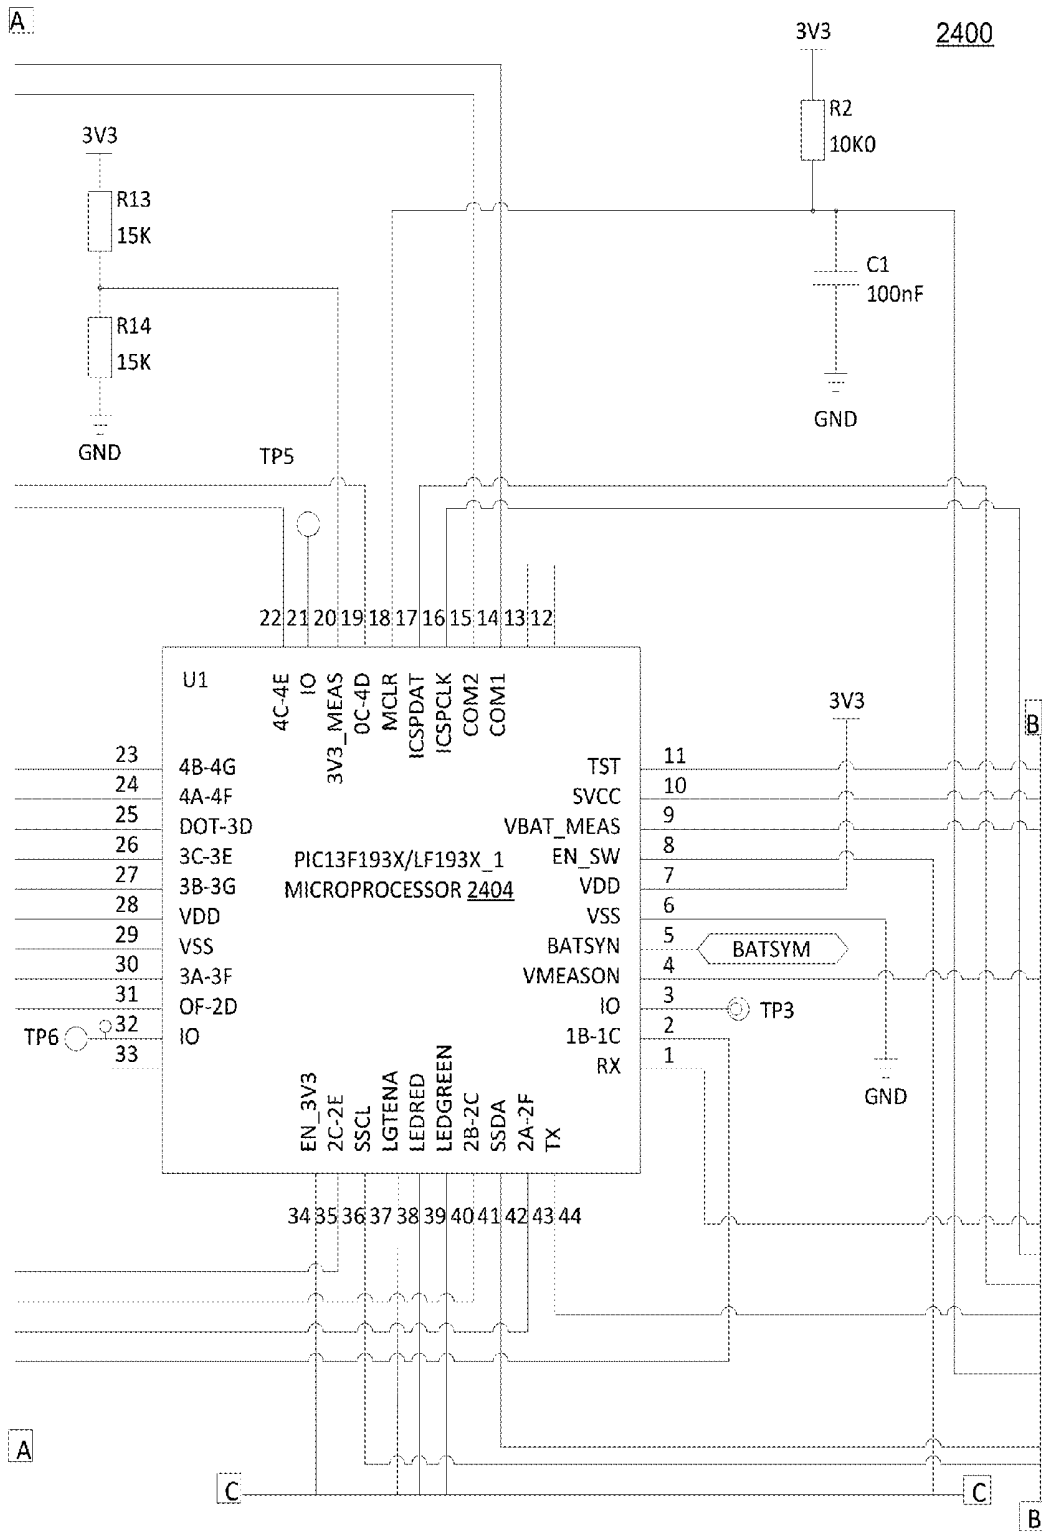 A
2400
3V3
R2
10K0
3V3
R13
15K
C1
100nF
R14
15K
GND
GND
TP5
22 21 20 19 18 17 16 15 14 13 12
U1
4C-4E
IO
3V3_MEAS
0C-4D
MCLR
ICSPDAT
ICSPCLK
COM2
COM1
3V3
B
23 4B-4G
24 4A-4F
25 DOT-3D
26 3C-3E
27 3B-3G
28 VDD
29 VSS
30 3A-3F
31 OF-2D
TP6 32 IO
33
PIC13F193X/LF193X_1
MICROPROCESSOR 2404
TST 11
SVCC 10
VBAT_MEAS 9
EN_SW 8
VDD 7
VSS 6
BATSYN 5 BATSYM
VMEASON 4
IO 3 TP3
1B-1C 2
RX 1
GND
EN_3V3
2C-2E
SSCL
LGTENA
LEDRED
LEDGREEN
2B-2C
SSDA
2A-2F
TX
34 35 36 37 38 39 40 41 42 43 44
A
C
C
B